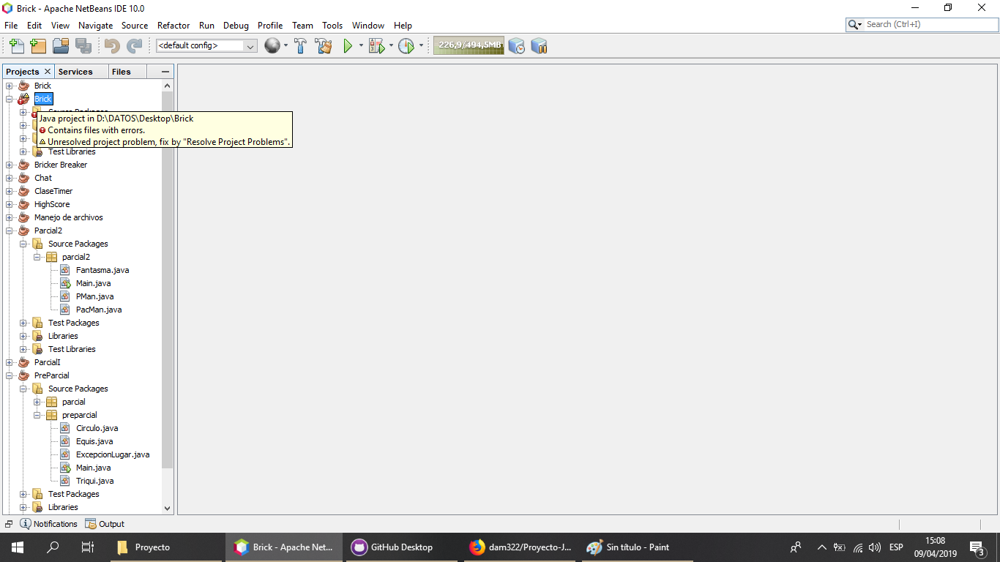 Brick - Apache NetBeans IDE 10.0
File Edit View Navigate Source Refactor Run Debug Profile Team Tools Window Help
Search (Ctrl+I)
<default config>
226,9/494,5MB
Projects Services Files
Brick
Brick
Source Packages
Java project in D:\DATOS\Desktop\Brick
Contains files with errors.
Unresolved project problem, fix by "Resolve Project Problems".
Test Libraries
Bricker Breaker
Chat
ClaseTimer
HighScore
Manejo de archivos
Parcial2
Source Packages
parcial2
Fantasma.java
Main.java
PMan.java
PacMan.java
Test Packages
Libraries
Test Libraries
ParcialI
PreParcial
Source Packages
parcial
preparcial
Circulo.java
Equis.java
ExcepcionLugar.java
Main.java
Triqui.java
Test Packages
Libraries
Notifications Output
Proyecto
Brick - Apache Net...
GitHub Desktop
dam322/Proyecto-J...
Sin título - Paint
ESP
15:08
09/04/2019
3